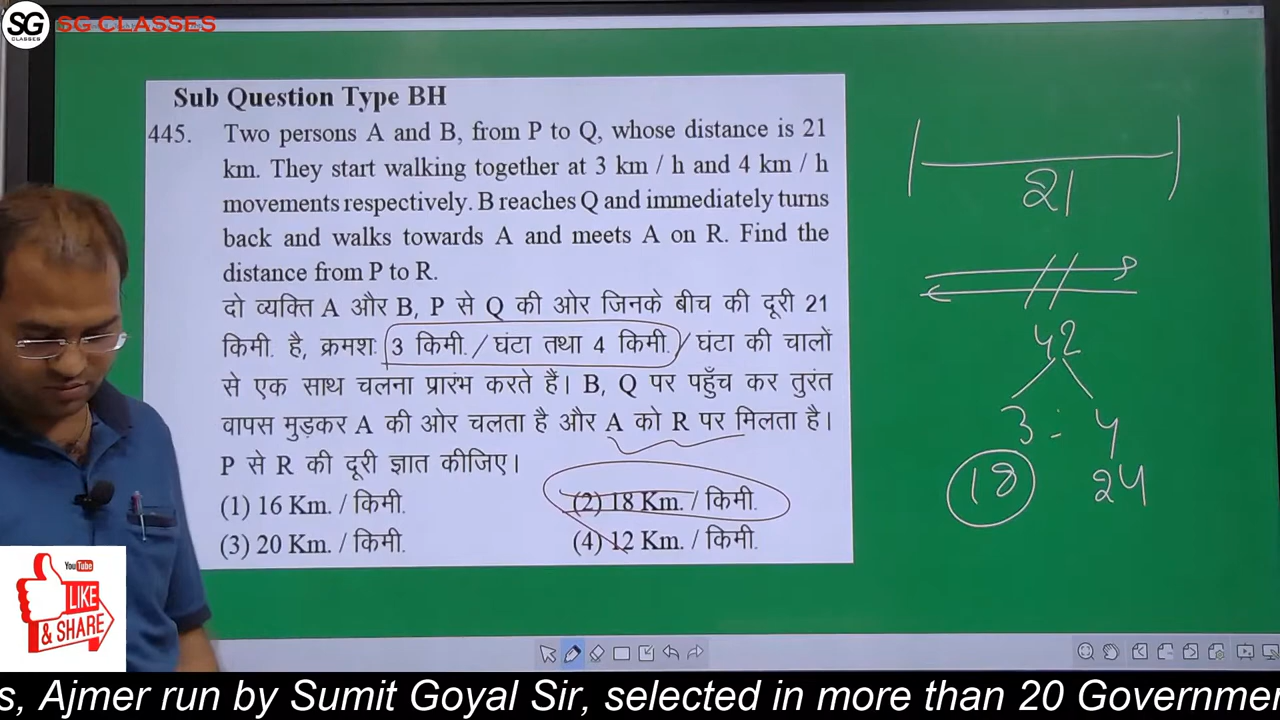 SG CLASSES
SG
CLASSES
Sub Question Type BH
445. Two persons A and B, from P to Q, whose distance is 21
km. They start walking together at 3 km / h and 4 km / h
movements respectively. B reaches Q and immediately turns
back and walks towards A and meets A on R. Find the
distance from P to R.
दो व्यक्ति A और B, P से Q की ओर जिनके बीच की दूरी 21
किमी. है, क्रमशः 3 किमी. / घंटा तथा 4 किमी. / घंटा की चालों
से एक साथ चलना प्रारंभ करते हैं। B, Q पर पहुँच कर तुरंत
वापस मुड़कर A की ओर चलता है और A को R पर मिलता है।
P से R की दूरी ज्ञात कीजिए।
(1) 16 Km. / किमी. (2) 18 Km. / किमी.
(3) 20 Km. / किमी. (4) 12 Km. / किमी.
21
42
3 : 4
18 24
YouTube
LIKE
& SHARE
s, Ajmer run by Sumit Goyal Sir, selected in more than 20 Governme